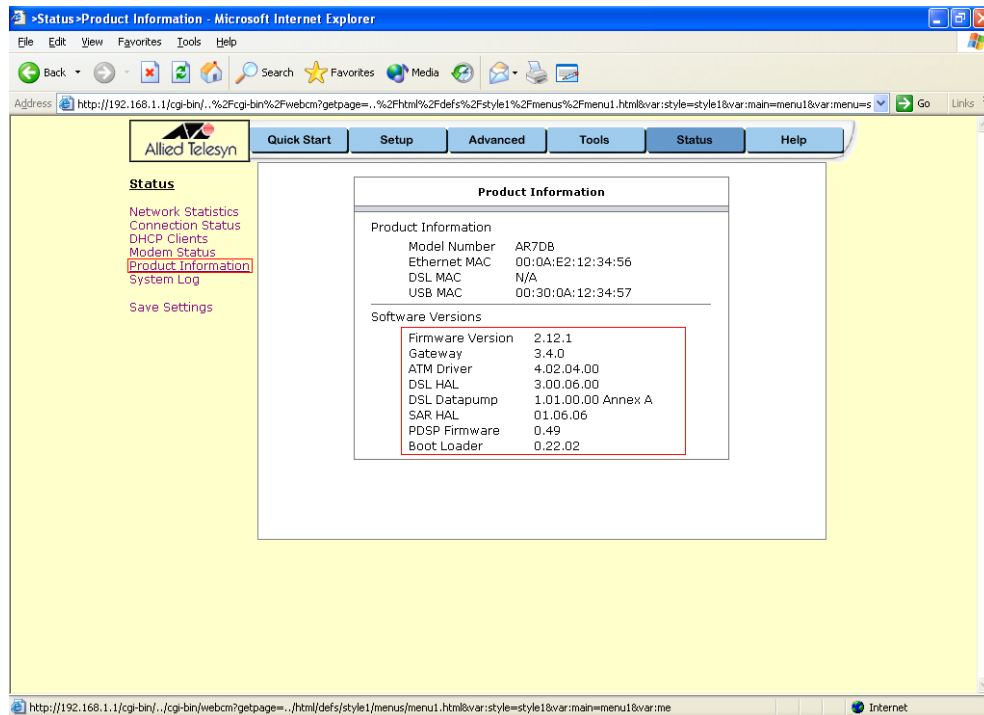 >Status>Product Information - Microsoft Internet Explorer
File Edit View Favorites Tools Help
Back Search Favorites Media
Address http://192.168.1.1/cgi-bin/..%2Fcgi-bin%2Fwebcm?getpage=..%2Fhtml%2Fdefs%2Fstyle1%2Fmenus%2Fmenu1.html&var:style=style1&var:main=menu1&var:menu=s Go Links
Allied Telesyn
Quick Start Setup Advanced Tools Status Help
Status
Network Statistics
Connection Status
DHCP Clients
Modem Status
Product Information
System Log
Save Settings
Product Information
Product Information
Model Number AR7DB
Ethernet MAC 00:0A:E2:12:34:56
DSL MAC N/A
USB MAC 00:30:0A:12:34:57
Software Versions
Firmware Version 2.12.1
Gateway 3.4.0
ATM Driver 4.02.04.00
DSL HAL 3.00.06.00
DSL Datapump 1.01.00.00 Annex A
SAR HAL 01.06.06
PDSP Firmware 0.49
Boot Loader 0.22.02
http://192.168.1.1/cgi-bin/../cgi-bin/webcm?getpage=../html/defs/style1/menus/menu1.html&var:style=style1&var:main=menu1&var:me Internet